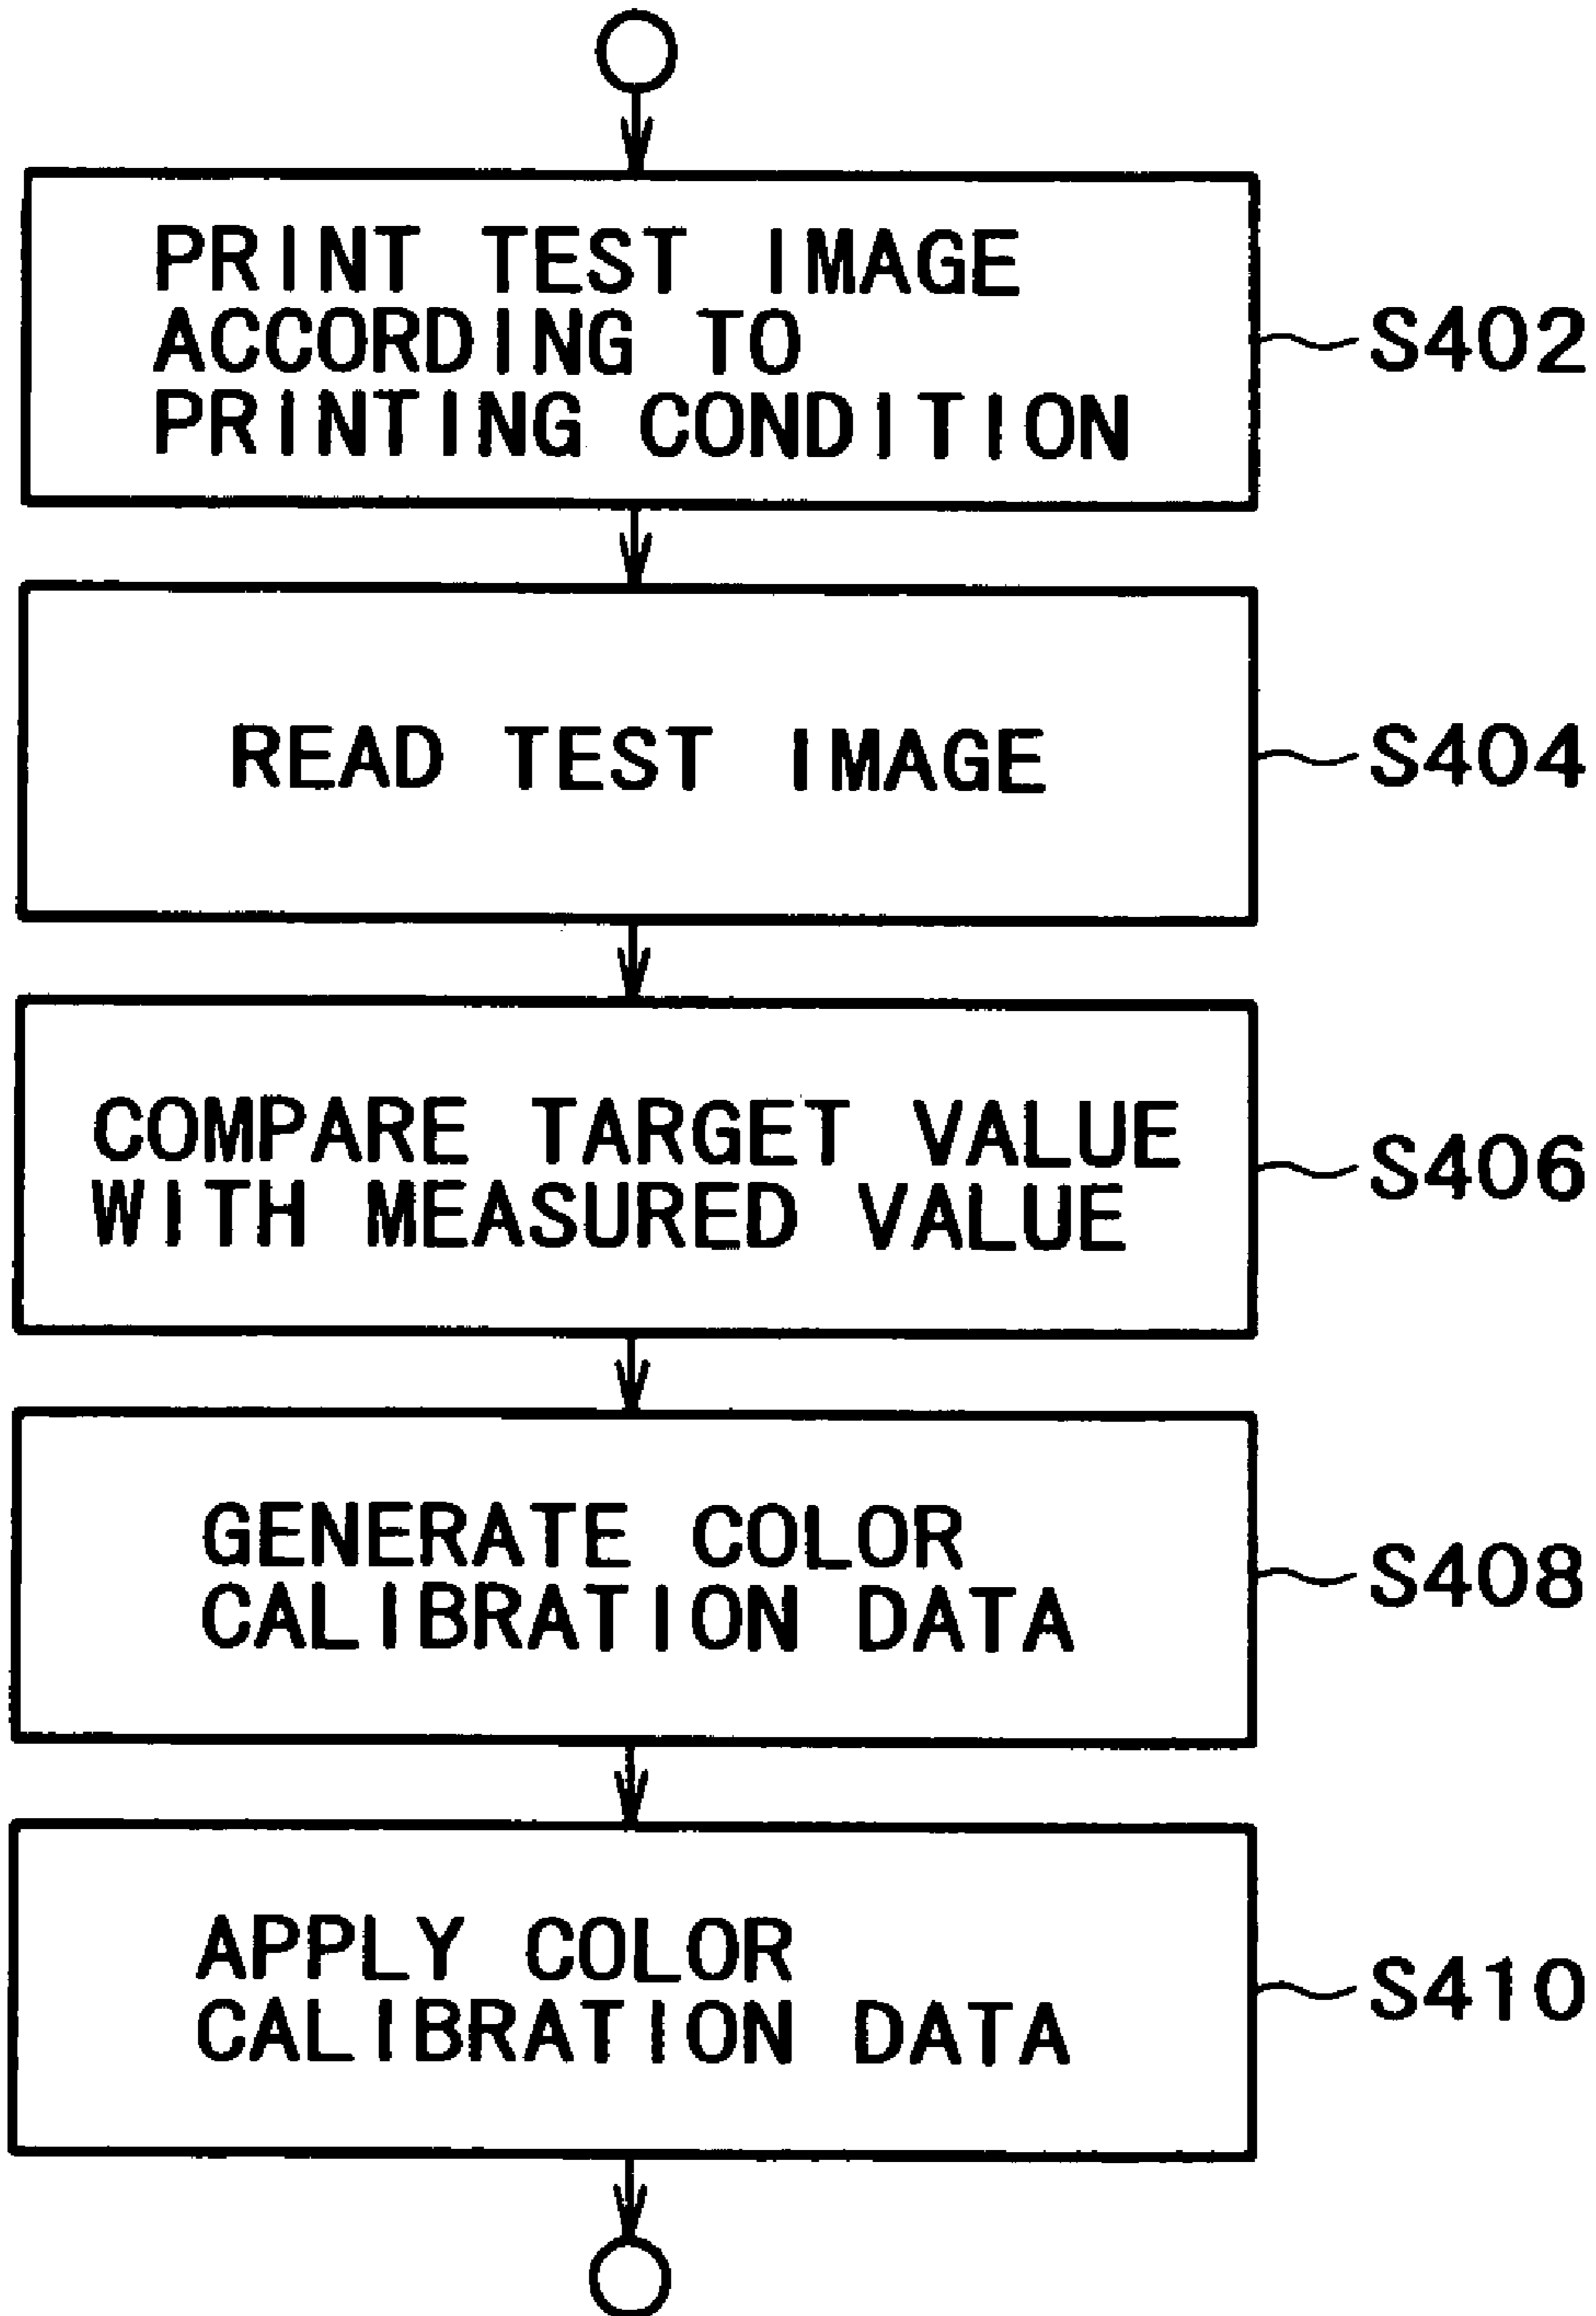 PRINT TEST IMAGE
ACCORDING TO
PRINTING CONDITION
S402
READ TEST IMAGE
S404
COMPARE TARGET VALUE
WITH MEASURED VALUE
S406
GENERATE COLOR
CALIBRATION DATA
S408
APPLY COLOR
CALIBRATION DATA
S410